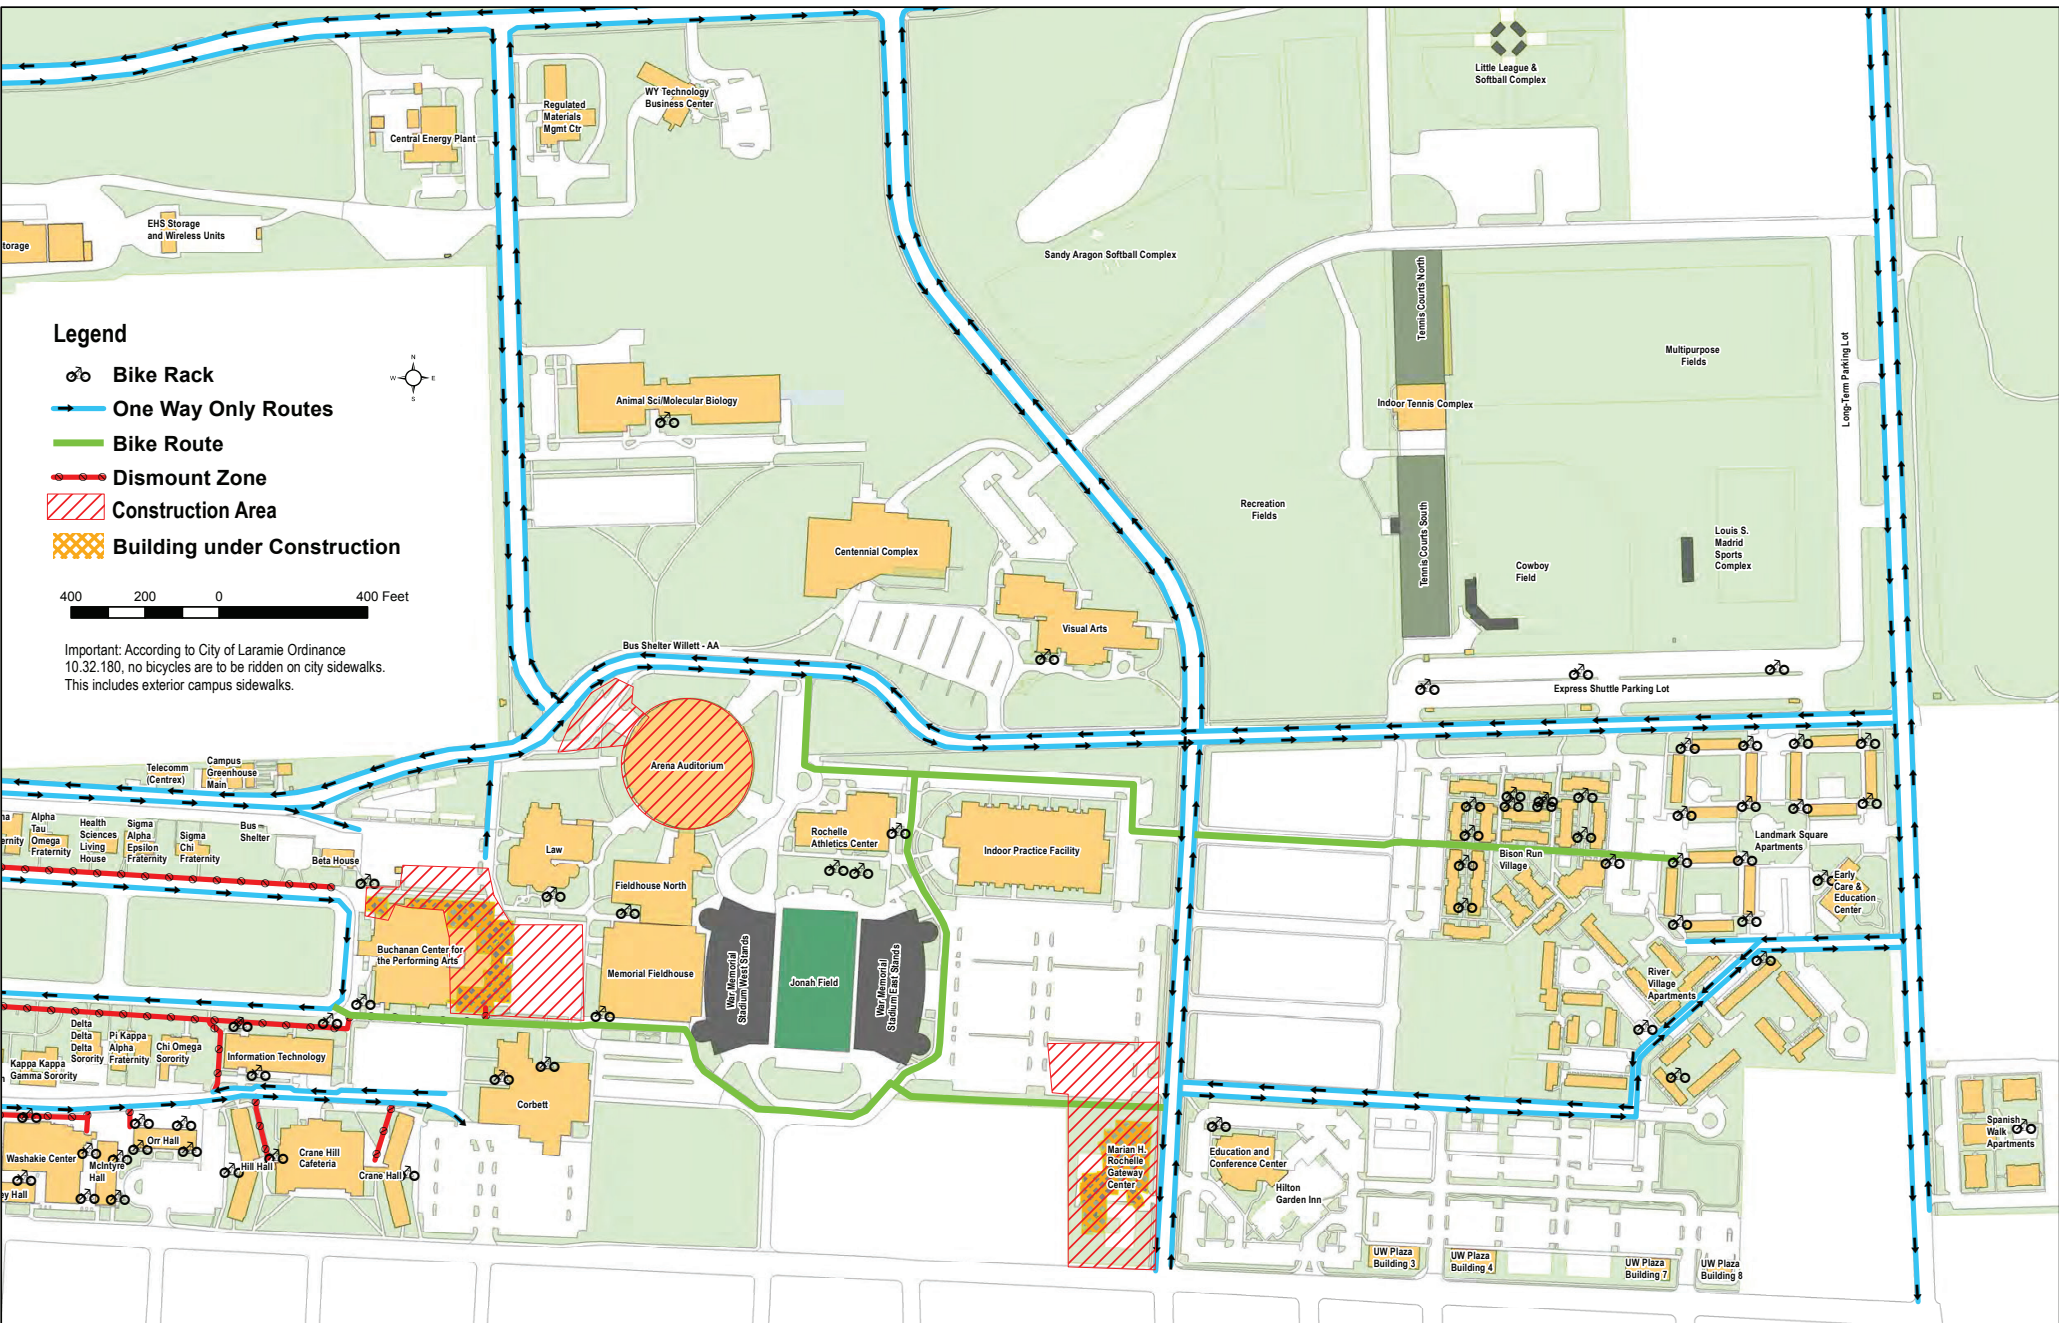 Little League &
Softball Complex
WY Technology
Business Center
Regulated
Materials
Mgmt Ctr
Central Energy Plant
EHS Storage
and Wireless Units
torage
Sandy Aragon Softball Complex
Tennis Courts North
Multipurpose
Fields
Long-Term Parking Lot
Legend
Bike Rack
One Way Only Routes
Bike Route
Dismount Zone
Construction Area
Building under Construction
N
W
E
S
400
200
0
400 Feet
Important: According to City of Laramie Ordinance
10.32.180, no bicycles are to be ridden on city sidewalks.
This includes exterior campus sidewalks.
Animal Sci/Molecular Biology
Indoor Tennis Complex
Recreation
Fields
Tennis Courts South
Louis S.
Madrid
Sports
Complex
Cowboy
Field
Centennial Complex
Visual Arts
Bus Shelter Willett - AA
Express Shuttle Parking Lot
Arena Auditorium
Telecomm
(Centrex)
Campus
Greenhouse
Main
na
ernity
Alpha
Tau
Omega
Fraternity
Health
Sciences
Living
House
Sigma
Alpha
Epsilon
Fraternity
Sigma
Chi
Fraternity
Bus
Shelter
Beta House
Law
Rochelle
Athletics Center
Indoor Practice Facility
Fieldhouse North
Landmark Square
Apartments
Bison Run
Village
Early
Care &
Education
Center
Buchanan Center for
the Performing Arts
Memorial Fieldhouse
War Memorial
Stadium West Stands
Jonah Field
War Memorial
Stadium East Stands
River
Village
Apartments
Delta
Delta
Delta
Sorority
Pi Kappa
Alpha
Fraternity
Chi Omega
Sorority
Information Technology
Kappa Kappa
Gamma Sorority
n
Corbett
Washakie Center
McIntyre
Hall
Orr Hall
Hill Hall
Crane Hill
Cafeteria
Crane Hall
ey Hall
Marian H.
Rochelle
Gateway
Center
Education and
Conference Center
Hilton
Garden Inn
Spanish
Walk
Apartments
UW Plaza
Building 3
UW Plaza
Building 4
UW Plaza
Building 7
UW Plaza
Building 8